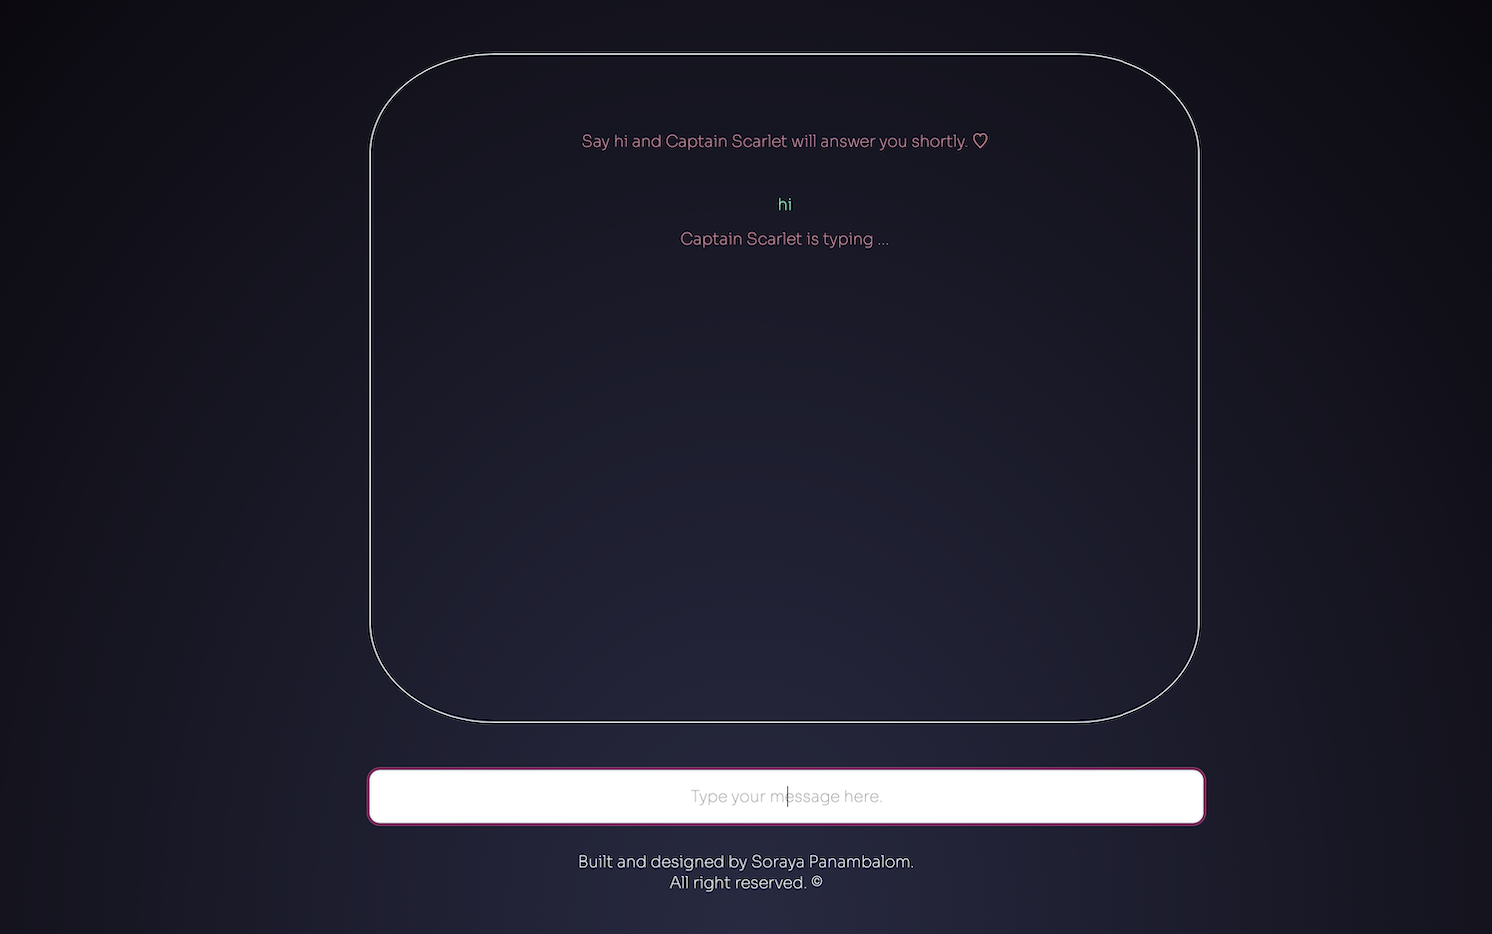 Say hi and Captain Scarlet will answer you shortly. ♡
hi
Captain Scarlet is typing ...
Type your message here.
Built and designed by Soraya Panambalom.
All right reserved. ©